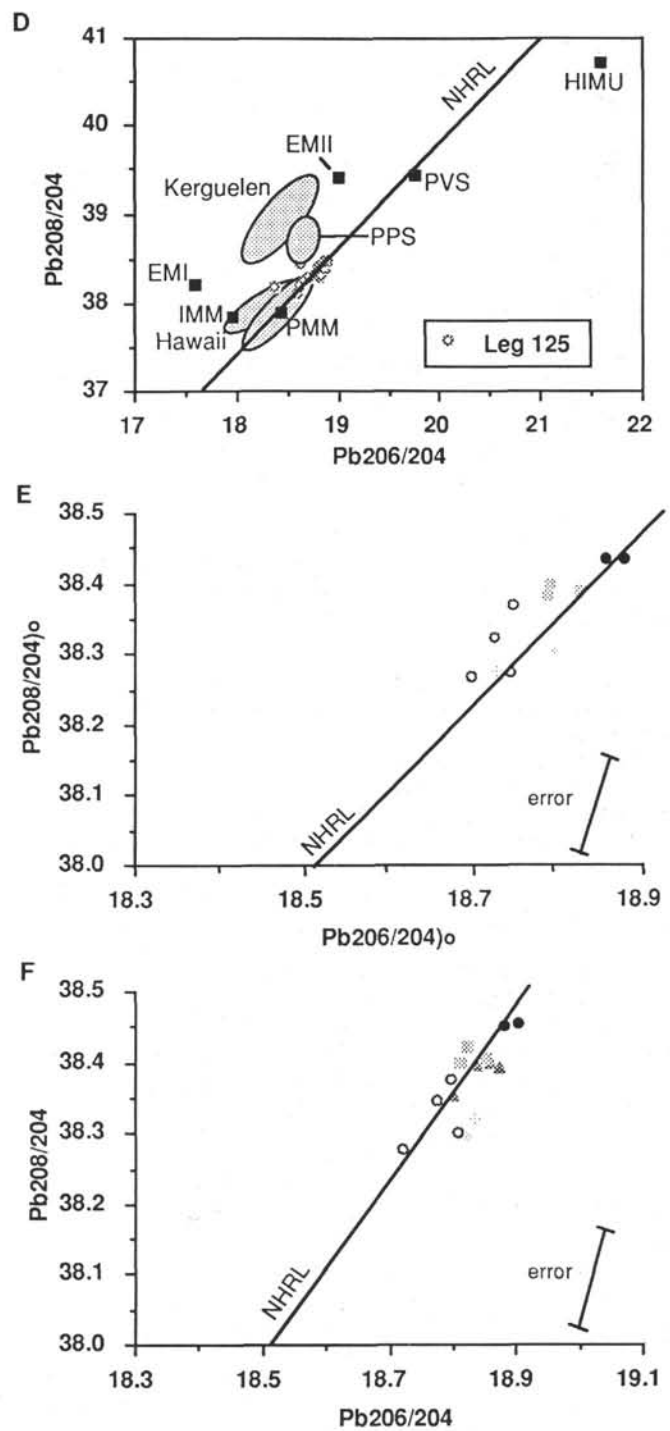 D
41
40
39
38
37
Pb208/204
NHRL
HIMU
EMII
PVS
Kerguelen
PPS
EMI
IMM
PMM
Hawaii
Leg 125
17 18 19 20 21 22
Pb206/204
E
38.5
38.4
38.3
38.2
38.1
38.0
Pb208/204)o
NHRL
error
18.3 18.5 18.7 18.9
Pb206/204)o
F
38.5
38.4
38.3
38.2
38.1
38.0
Pb208/204
NHRL
error
18.3 18.5 18.7 18.9 19.1
Pb206/204